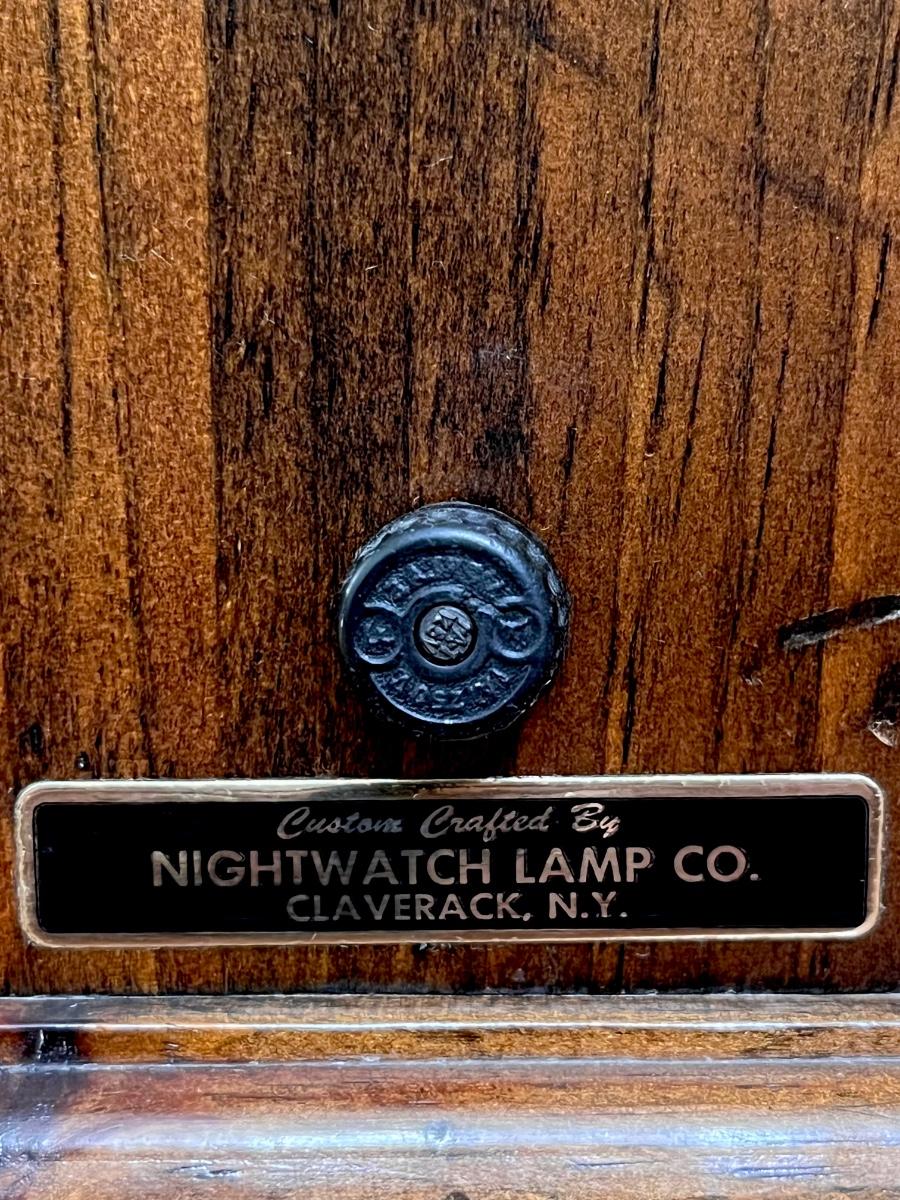 Custom Crafted By
NIGHTWATCH LAMP CO.
CLAVERACK, N.Y.